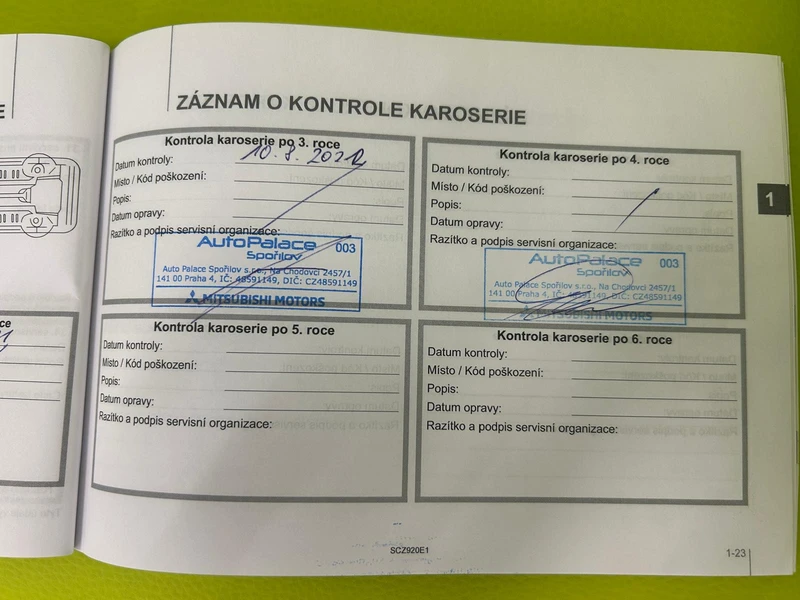 E
ZÁZNAM O KONTROLE KAROSERIE
Kontrola karoserie po 3. roce
Datum kontroly:
Místo / Kód poškození:
Popis:
Datum opravy:
Razítko a podpis servisní organizace:
AutoPalace 003
Spořilov
Auto Palace Spořilov s.r.o., Na Chodovci 2457/1
141 00 Praha 4, IČ: 48591149, DIČ: CZ48591149
MITSUBISHI MOTORS
Kontrola karoserie po 4. roce
Datum kontroly:
Místo / Kód poškození:
Popis:
Datum opravy:
Razítko a podpis servisní organizace:
AutoPalace 003
Spořilov
Auto Palace Spořilov s.r.o., Na Chodovci 2457/1
141 00 Praha 4, IČ: 48591149, DIČ: CZ48591149
MITSUBISHI MOTORS
1
ce
Kontrola karoserie po 5. roce
Datum kontroly:
Místo / Kód poškození:
Popis:
Datum opravy:
Razítko a podpis servisní organizace:
Kontrola karoserie po 6. roce
Datum kontroly:
Místo / Kód poškození:
Popis:
Datum opravy:
Razítko a podpis servisní organizace:
SCZ920E1
1-23